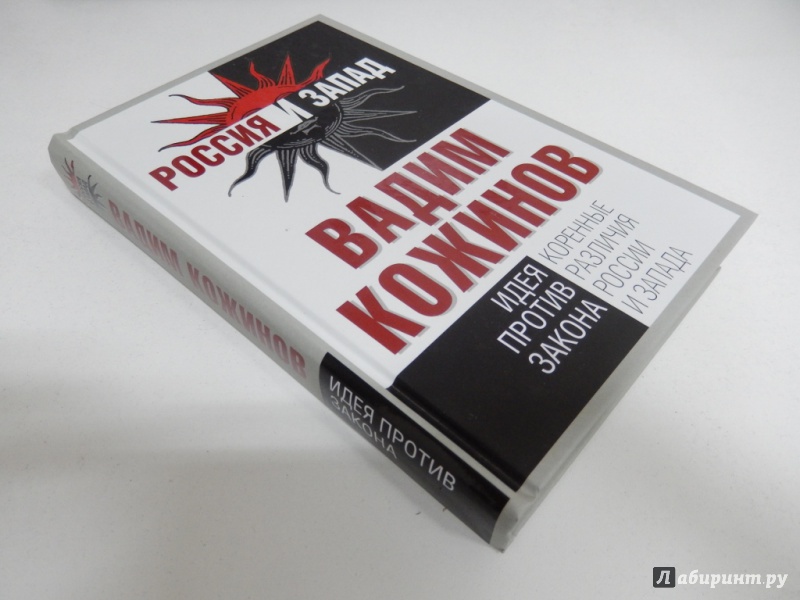 РОССИЯ И ЗАПАД
ВАДИМ
КОЖИНОВ
ИДЕЯ
ПРОТИВ
ЗАКОНА
КОРЕННЫЕ
РАЗЛИЧИЯ
РОССИИ
И ЗАПАДА
ВАДИМ КОЖИНОВ
ИДЕЯ ПРОТИВ
ЗАКОНА
Лабиринт.ру